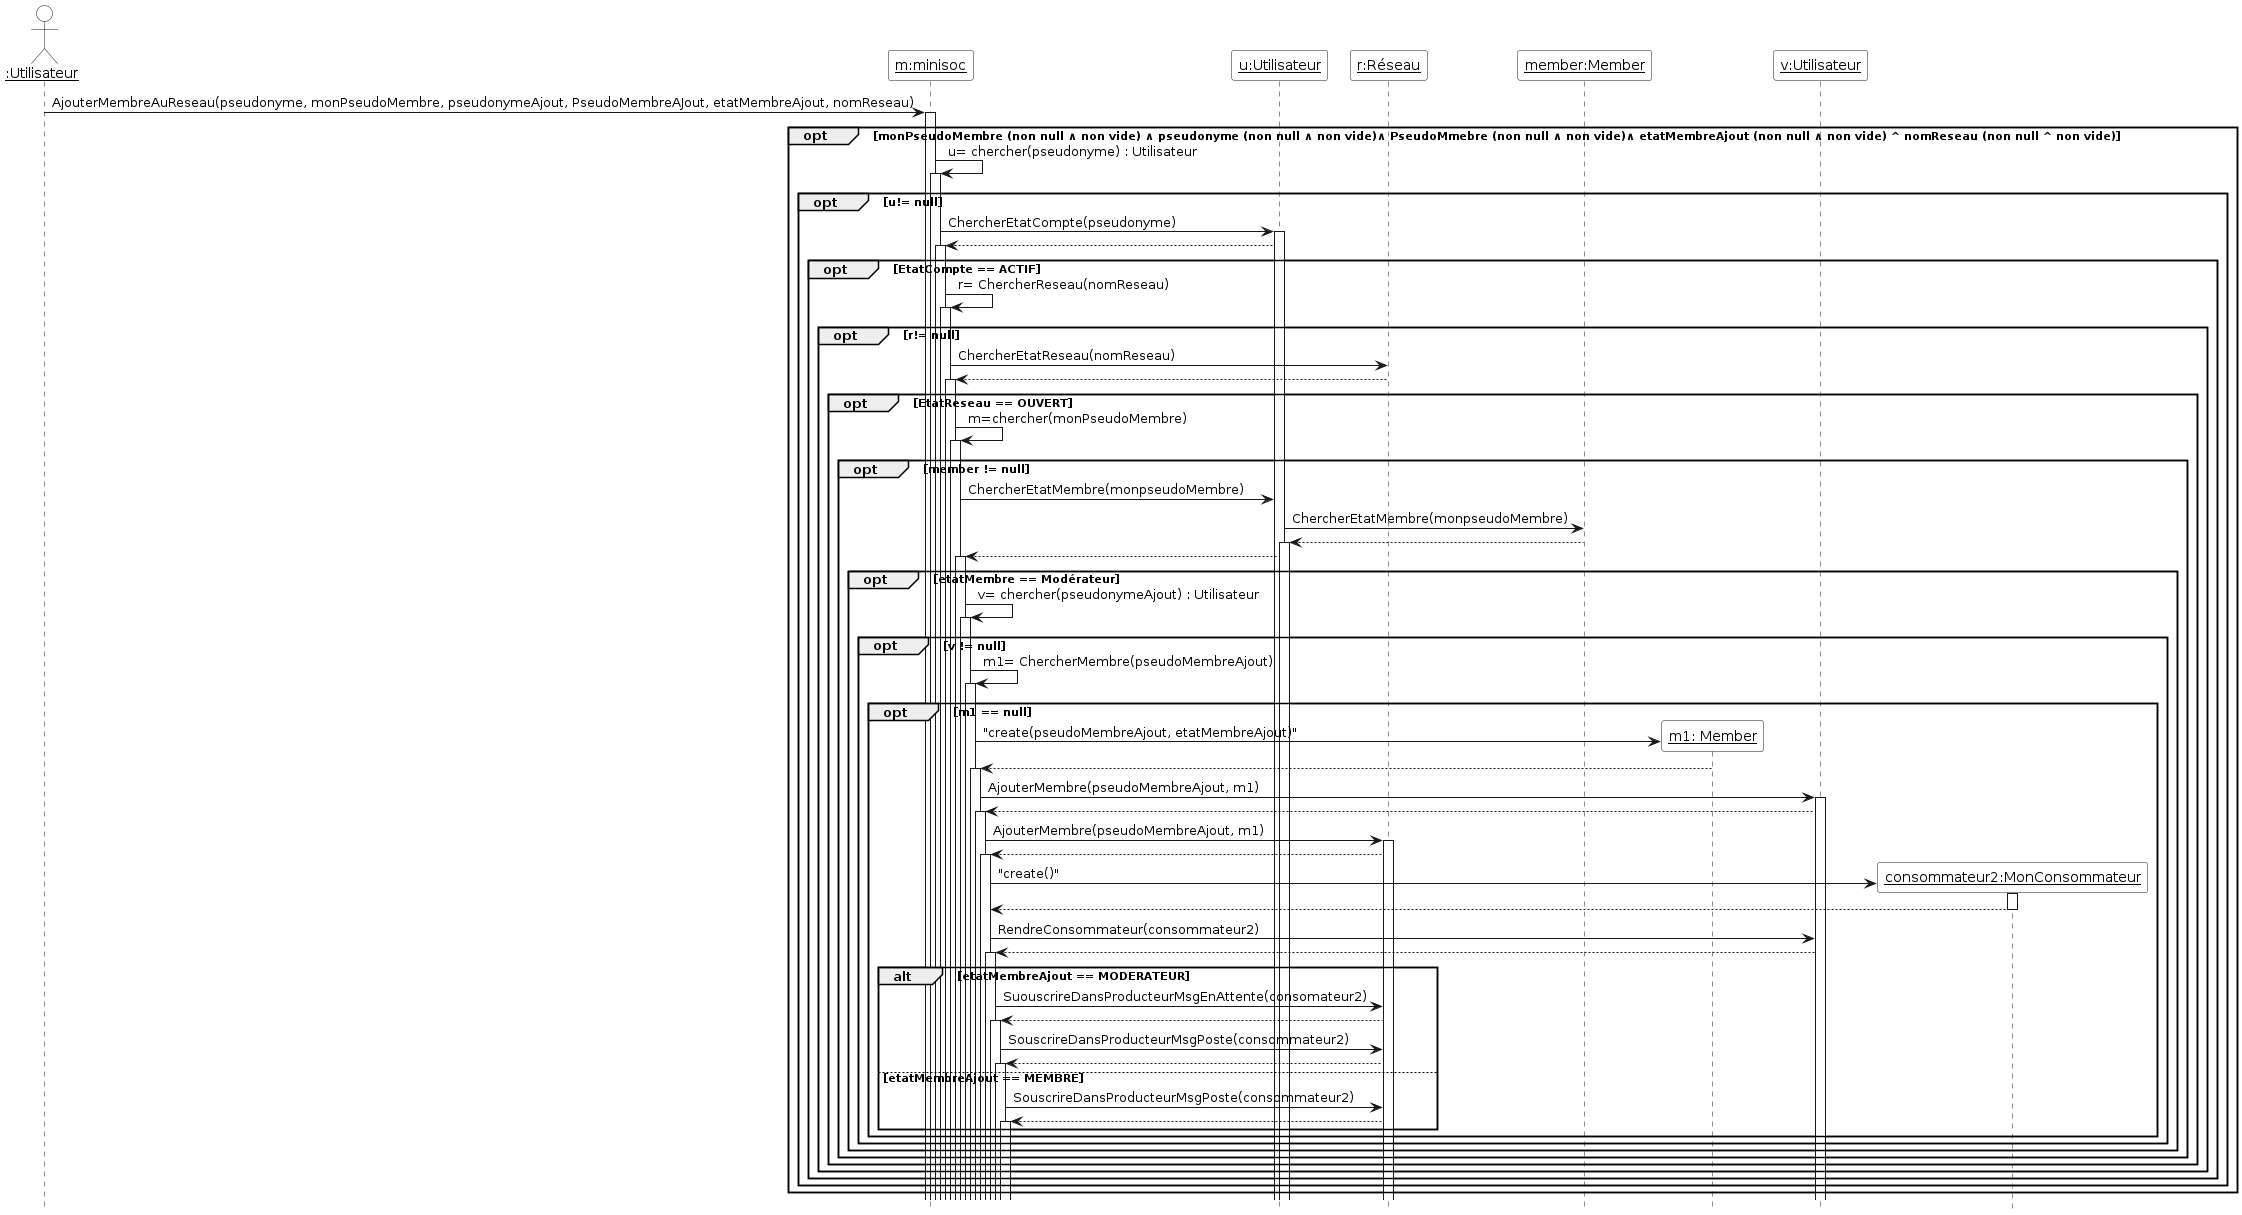 :Utilisateur
m:minisoc
u:Utilisateur
r:Réseau
member:Member
v:Utilisateur
AjouterMembreAuReseau(pseudonyme, monPseudoMembre, pseudonymeAjout, PseudoMembreAJout, etatMembreAjout, nomReseau)
opt [monPseudoMembre (non null ∧ non vide) ∧ pseudonyme (non null ∧ non vide)∧ PseudoMmebre (non null ∧ non vide)∧ etatMembreAjout (non null ∧ non vide) ^ nomReseau (non null ^ non vide)]
u= chercher(pseudonyme) : Utilisateur
opt [u!= null]
ChercherEtatCompte(pseudonyme)
opt [EtatCompte == ACTIF]
r= ChercherReseau(nomReseau)
opt [r!= null]
ChercherEtatReseau(nomReseau)
opt [EtatReseau == OUVERT]
m=chercher(monPseudoMembre)
opt [member != null]
ChercherEtatMembre(monpseudoMembre)
ChercherEtatMembre(monpseudoMembre)
opt [etatMembre == Modérateur]
v= chercher(pseudonymeAjout) : Utilisateur
opt [v != null]
m1= ChercherMembre(pseudoMembreAjout)
opt [m1 == null]
"create(pseudoMembreAjout, etatMembreAjout)"
m1: Member
AjouterMembre(pseudoMembreAjout, m1)
AjouterMembre(pseudoMembreAjout, m1)
"create()"
consommateur2:MonConsommateur
RendreConsommateur(consommateur2)
alt [etatMembreAjout == MODERATEUR]
SuouscrireDansProducteurMsgEnAttente(consomateur2)
SouscrireDansProducteurMsgPoste(consommateur2)
[etatMembreAjout == MEMBRE]
SouscrireDansProducteurMsgPoste(consommateur2)